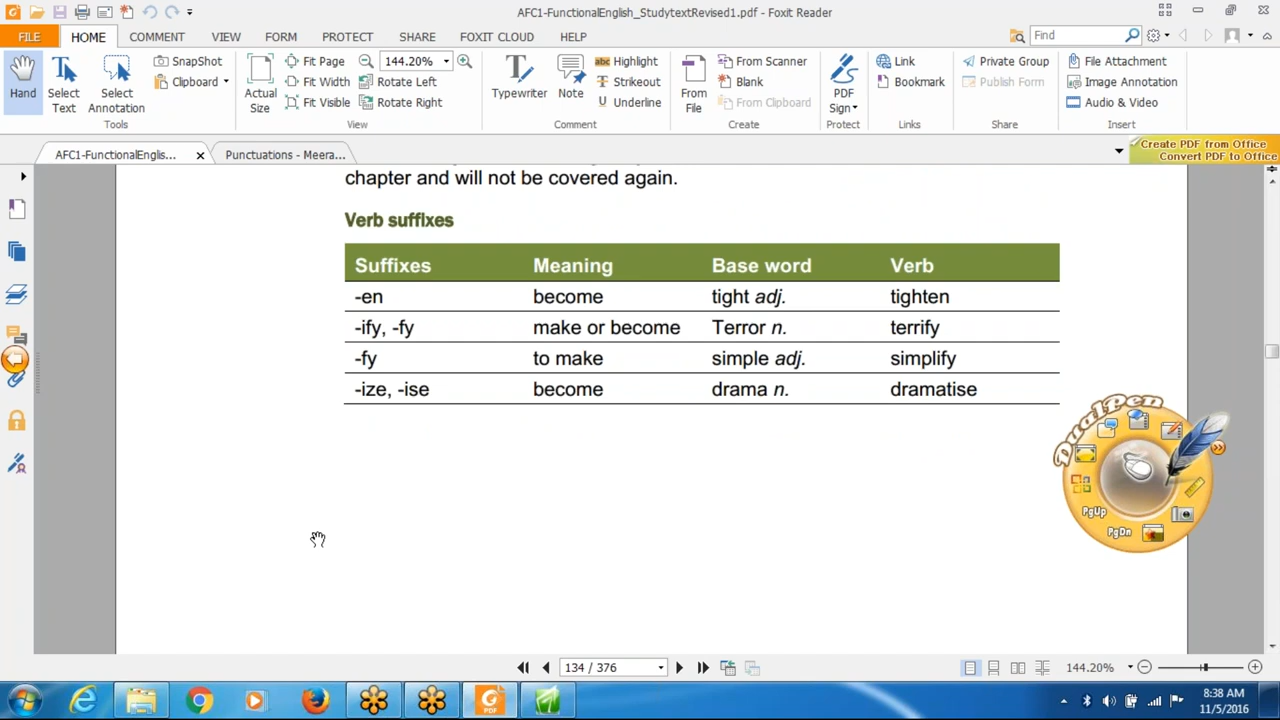 AFC1-FunctionalEnglish_StudytextRevised1.pdf - Foxit Reader
FILE HOME COMMENT VIEW FORM PROTECT SHARE FOXIT CLOUD HELP Find
Hand
Select Text
Select Annotation
SnapShot
Clipboard
Tools
Actual Size
Fit Page
Fit Width
Fit Visible
144.20%
Rotate Left
Rotate Right
View
Typewriter
Note
abc Highlight
Strikeout
U Underline
Comment
From File
From Scanner
Blank
From Clipboard
Create
PDF Sign
Protect
Link
Bookmark
Links
Private Group
Publish Form
Share
File Attachment
Image Annotation
Audio & Video
Insert
AFC1-FunctionalEnglis... Punctuations - Meera...
Create PDF from Office
Convert PDF to Office
chapter and will not be covered again.
Verb suffixes
Suffixes Meaning Base word Verb
-en become tight adj. tighten
-ify, -fy make or become Terror n. terrify
-fy to make simple adj. simplify
-ize, -ise become drama n. dramatise
DualPen
PgUp
PgDn
134 / 376
144.20%
PDF
8:38 AM
11/5/2016